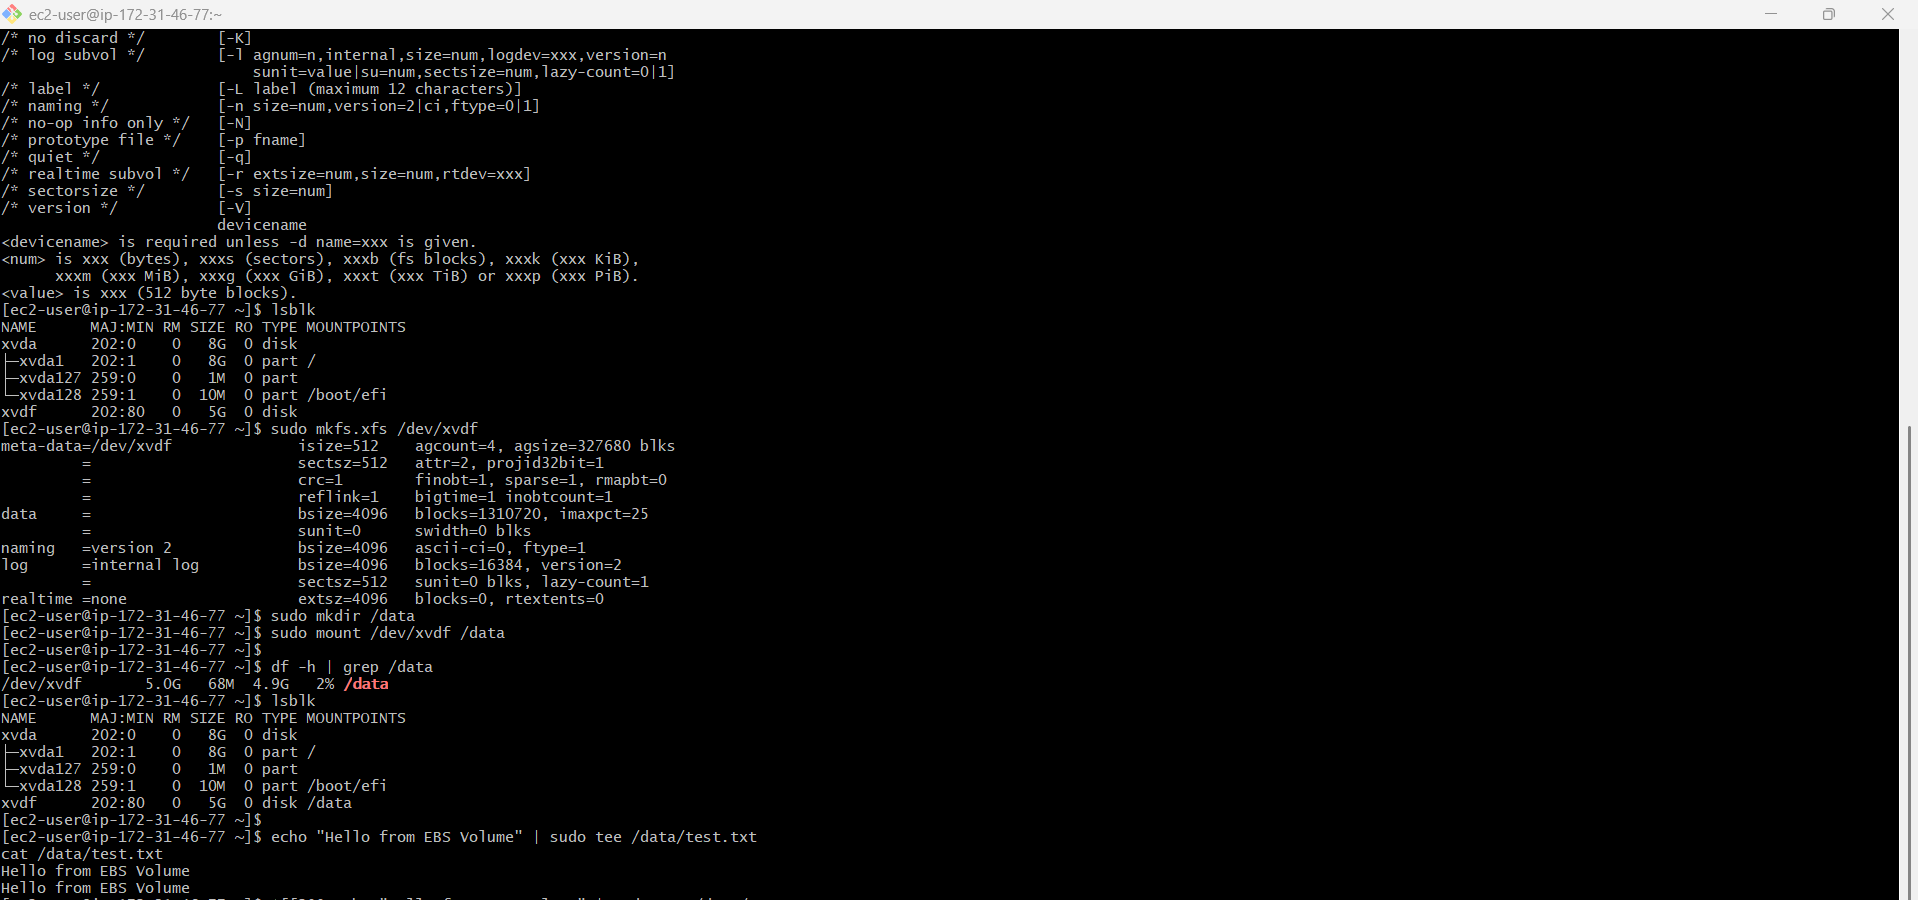 ec2-user@ip-172-31-46-77:~
/* no discard */        [-K]
/* log subvol */        [-l agnum=n,internal,size=num,logdev=xxx,version=n
                            sunit=value|su=num,sectsize=num,lazy-count=0|1]
/* label */             [-L label (maximum 12 characters)]
/* naming */            [-n size=num,version=2|ci,ftype=0|1]
/* no-op info only */   [-N]
/* prototype file */    [-p fname]
/* quiet */             [-q]
/* realtime subvol */   [-r extsize=num,size=num,rtdev=xxx]
/* sectorsize */        [-s size=num]
/* version */           [-V]
                        devicename
<devicename> is required unless -d name=xxx is given.
<num> is xxx (bytes), xxxs (sectors), xxxb (fs blocks), xxxk (xxx KiB),
      xxxm (xxx MiB), xxxg (xxx GiB), xxxt (xxx TiB) or xxxp (xxx PiB).
<value> is xxx (512 byte blocks).
[ec2-user@ip-172-31-46-77 ~]$ lsblk
NAME      MAJ:MIN RM SIZE RO TYPE MOUNTPOINTS
xvda      202:0    0   8G  0 disk
├─xvda1   202:1    0   8G  0 part /
├─xvda127 259:0    0   1M  0 part
└─xvda128 259:1    0  10M  0 part /boot/efi
xvdf      202:80   0   5G  0 disk
[ec2-user@ip-172-31-46-77 ~]$ sudo mkfs.xfs /dev/xvdf
meta-data=/dev/xvdf              isize=512    agcount=4, agsize=327680 blks
         =                       sectsz=512   attr=2, projid32bit=1
         =                       crc=1        finobt=1, sparse=1, rmapbt=0
         =                       reflink=1    bigtime=1 inobtcount=1
data     =                       bsize=4096   blocks=1310720, imaxpct=25
         =                       sunit=0      swidth=0 blks
naming   =version 2              bsize=4096   ascii-ci=0, ftype=1
log      =internal log           bsize=4096   blocks=16384, version=2
         =                       sectsz=512   sunit=0 blks, lazy-count=1
realtime =none                   extsz=4096   blocks=0, rtextents=0
[ec2-user@ip-172-31-46-77 ~]$ sudo mkdir /data
[ec2-user@ip-172-31-46-77 ~]$ sudo mount /dev/xvdf /data
[ec2-user@ip-172-31-46-77 ~]$
[ec2-user@ip-172-31-46-77 ~]$ df -h | grep /data
/dev/xvdf       5.0G   68M  4.9G   2% /data
[ec2-user@ip-172-31-46-77 ~]$ lsblk
NAME      MAJ:MIN RM SIZE RO TYPE MOUNTPOINTS
xvda      202:0    0   8G  0 disk
├─xvda1   202:1    0   8G  0 part /
├─xvda127 259:0    0   1M  0 part
└─xvda128 259:1    0  10M  0 part /boot/efi
xvdf      202:80   0   5G  0 disk /data
[ec2-user@ip-172-31-46-77 ~]$
[ec2-user@ip-172-31-46-77 ~]$ echo "Hello from EBS Volume" | sudo tee /data/test.txt
cat /data/test.txt
Hello from EBS Volume
Hello from EBS Volume